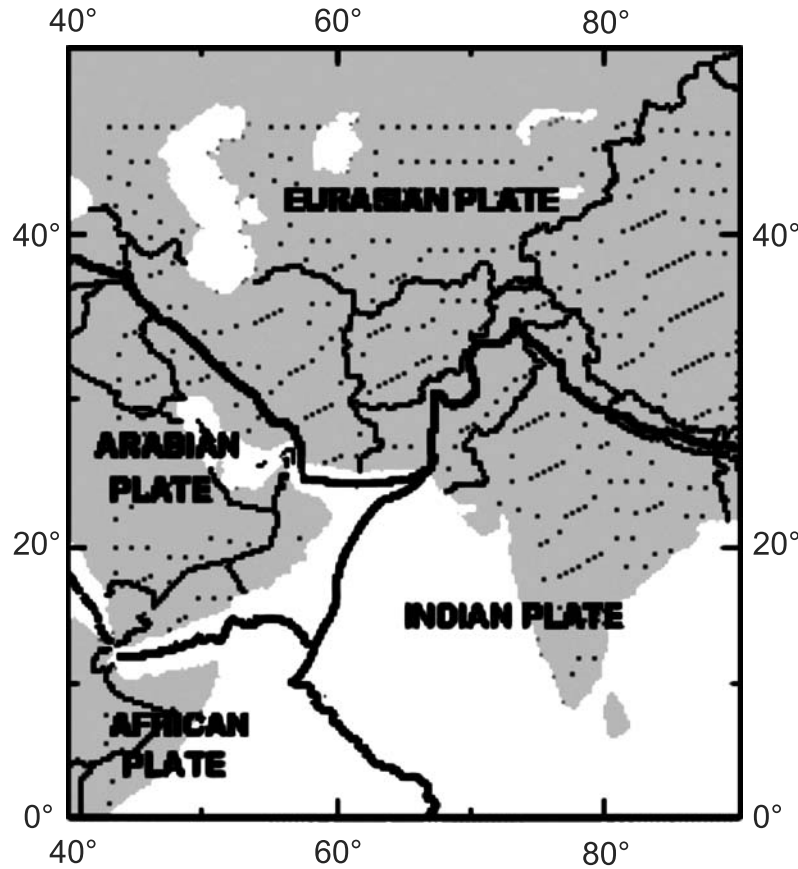 40° 60° 80°
EURASIAN PLATE
40° 40°
ARABIAN
PLATE
20° 20°
INDIAN PLATE
AFRICAN
PLATE
0° 0°
40° 60° 80°